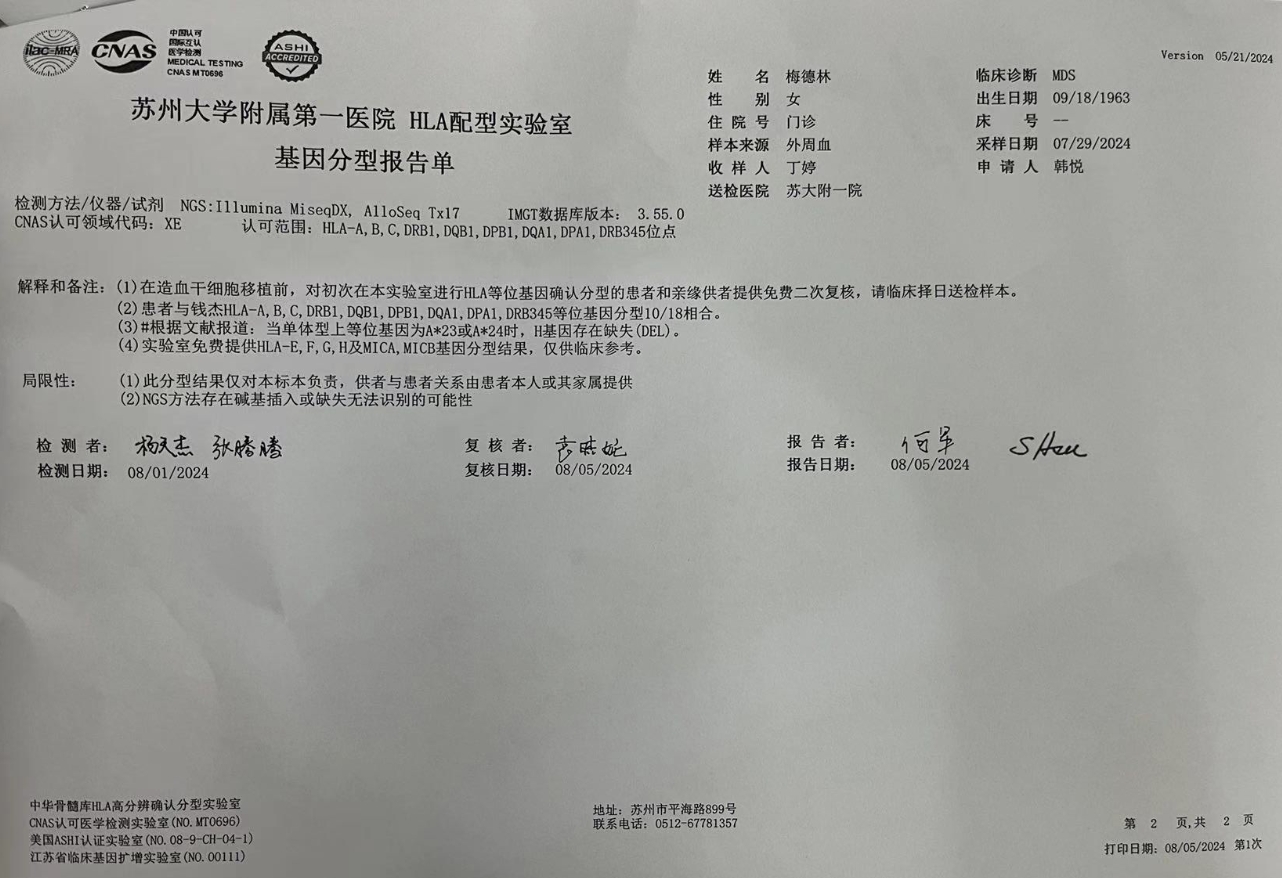 ilac-MRA
CNAS
中国认可
国际互认
医学检测
MEDICAL TESTING
CNAS MT0696
ASHI
ACCREDITED
Version 05/21/2024
苏州大学附属第一医院 HLA配型实验室
基因分型报告单
姓 名 梅德林
性 别 女
住 院 号 门诊
样本来源 外周血
收 样 人 丁婷
送检医院 苏大附一院
临床诊断 MDS
出生日期 09/18/1963
床 号 --
采样日期 07/29/2024
申 请 人 韩悦
检测方法/仪器/试剂 NGS:Illumina MiseqDX, AlloSeq Tx17 IMGT数据库版本: 3.55.0
CNAS认可领域代码: XE 认可范围: HLA-A,B,C,DRB1,DQB1,DPB1,DQA1,DPA1,DRB345位点
解释和备注: (1)在造血干细胞移植前, 对初次在本实验室进行HLA等位基因确认分型的患者和亲缘供者提供免费二次复核, 请临床择日送检样本。
(2)患者与钱杰HLA-A,B,C,DRB1,DQB1,DPB1,DQA1,DPA1,DRB345等位基因分型10/18相合。
(3)#根据文献报道: 当单体型上等位基因为A*23或A*24时, H基因存在缺失(DEL)。
(4)实验室免费提供HLA-E,F,G,H及MICA,MICB基因分型结果, 仅供临床参考。
局限性: (1)此分型结果仅对本标本负责, 供者与患者关系由患者本人或其家属提供
(2)NGS方法存在碱基插入或缺失无法识别的可能性
检 测 者: 杨天杰 张腾腾
复 核 者:
报 告 者: 何军
检测日期: 08/01/2024
复核日期: 08/05/2024
报告日期: 08/05/2024
中华骨髓库HLA高分辨确认分型实验室
CNAS认可医学检测实验室(NO.MT0696)
美国ASHI认证实验室(NO.08-9-CH-04-1)
江苏省临床基因扩增实验室(NO.00111)
地址: 苏州市平海路899号
联系电话: 0512-67781357
第 2 页,共 2 页
打印日期: 08/05/2024 第1次